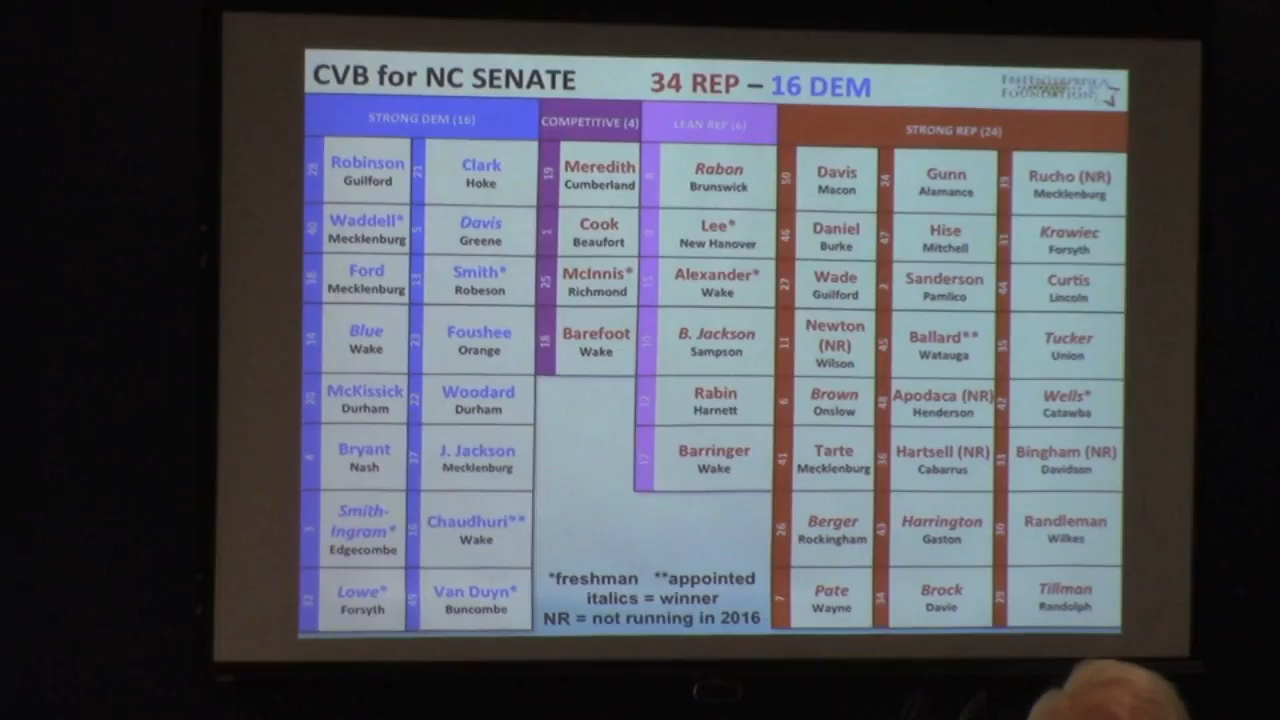 CVB for NC SENATE 34 REP – 16 DEM
FREEENTERPRISE
FOUNDATION
STRONG DEM (16)
COMPETITIVE (4)
LEAN REP (6)
STRONG REP (24)
28 Robinson
Guilford
21 Clark
Hoke
19 Meredith
Cumberland
8 Rabon
Brunswick
50 Davis
Macon
24 Gunn
Alamance
39 Rucho (NR)
Mecklenburg
40 Waddell*
Mecklenburg
5 Davis
Greene
1 Cook
Beaufort
9 Lee*
New Hanover
46 Daniel
Burke
47 Hise
Mitchell
31 Krawiec
Forsyth
38 Ford
Mecklenburg
13 Smith*
Robeson
25 McInnis*
Richmond
15 Alexander*
Wake
27 Wade
Guilford
2 Sanderson
Pamlico
44 Curtis
Lincoln
14 Blue
Wake
23 Foushee
Orange
18 Barefoot
Wake
10 B. Jackson
Sampson
11 Newton
(NR)
Wilson
45 Ballard**
Watauga
35 Tucker
Union
20 McKissick
Durham
22 Woodard
Durham
12 Rabin
Harnett
6 Brown
Onslow
48 Apodaca (NR)
Henderson
42 Wells*
Catawba
4 Bryant
Nash
37 J. Jackson
Mecklenburg
17 Barringer
Wake
41 Tarte
Mecklenburg
36 Hartsell (NR)
Cabarrus
33 Bingham (NR)
Davidson
3 Smith-
Ingram*
Edgecombe
16 Chaudhuri**
Wake
26 Berger
Rockingham
43 Harrington
Gaston
30 Randleman
Wilkes
32 Lowe*
Forsyth
49 Van Duyn*
Buncombe
7 Pate
Wayne
34 Brock
Davie
29 Tillman
Randolph
*freshman **appointed
italics = winner
NR = not running in 2016